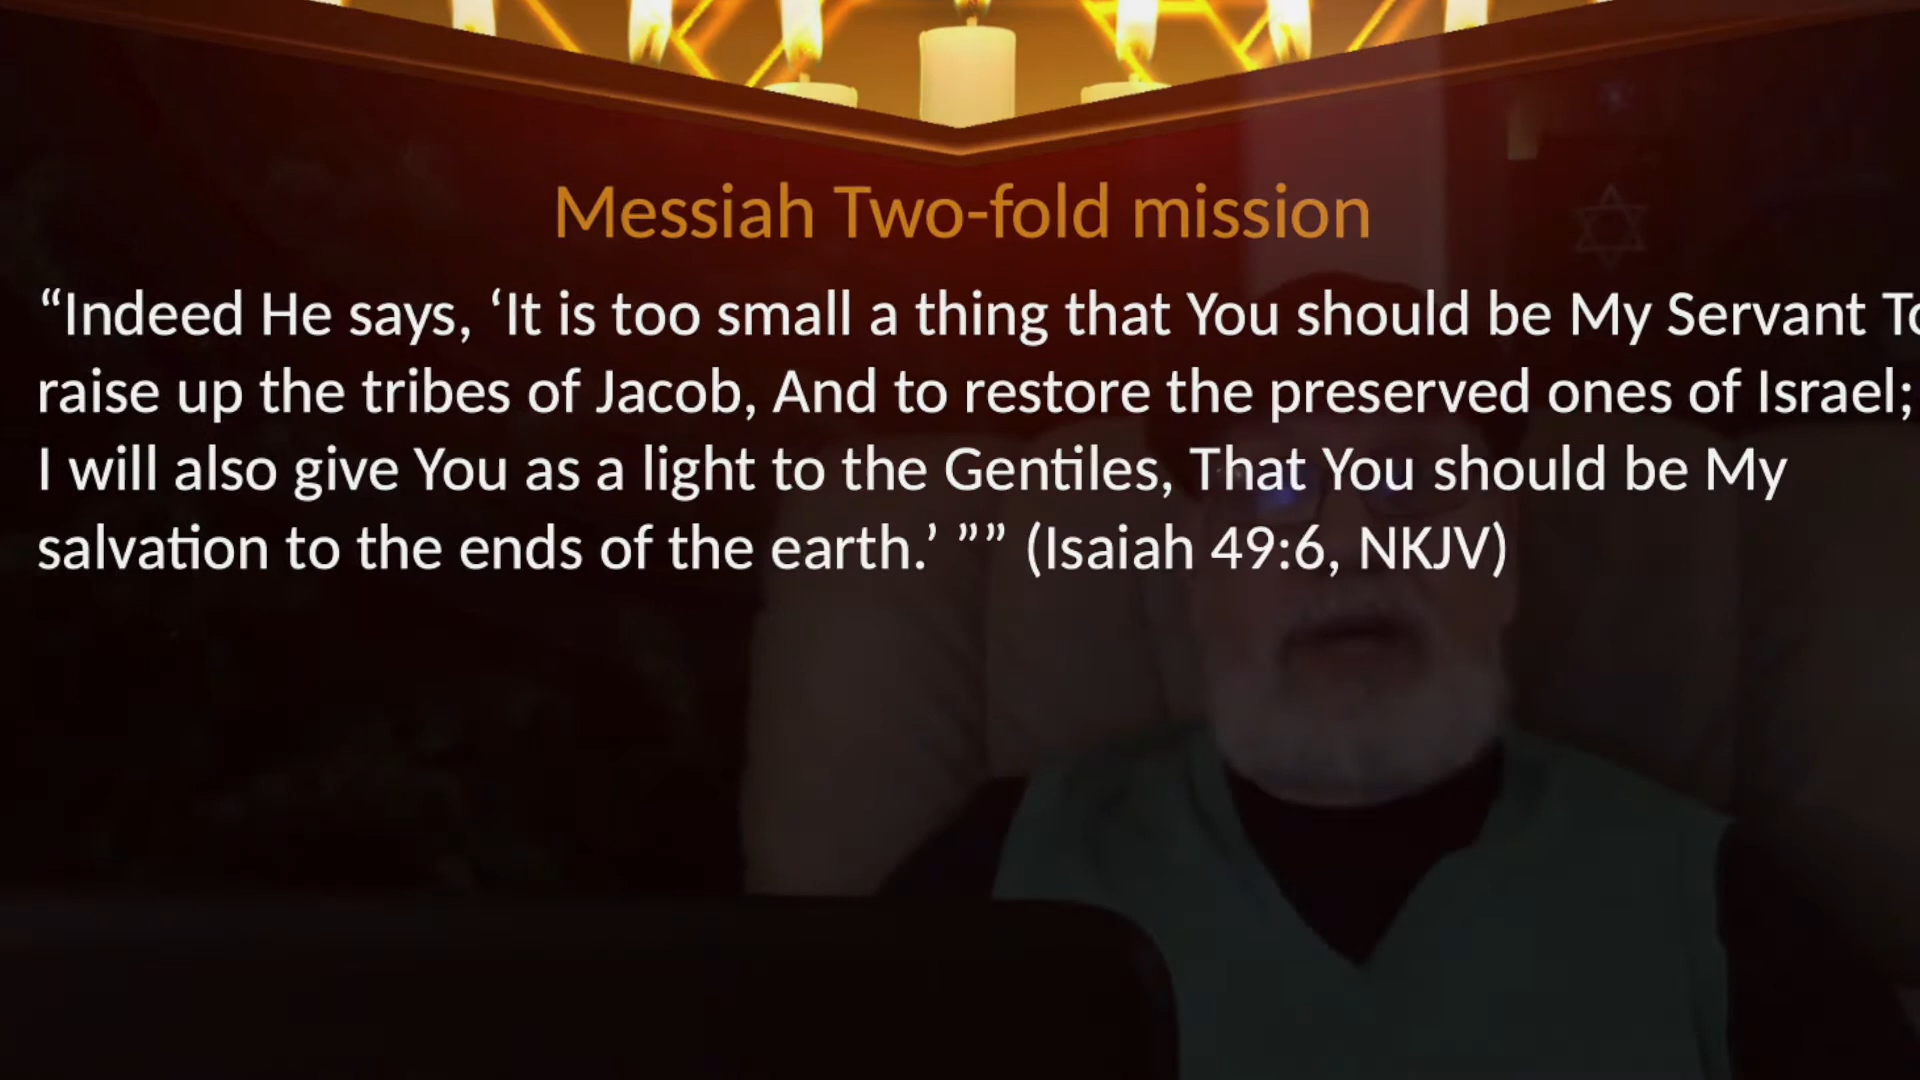 Messiah Two-fold mission
“Indeed He says, ‘It is too small a thing that You should be My Servant To
raise up the tribes of Jacob, And to restore the preserved ones of Israel;
I will also give You as a light to the Gentiles, That You should be My
salvation to the ends of the earth.’ ”” (Isaiah 49:6, NKJV)